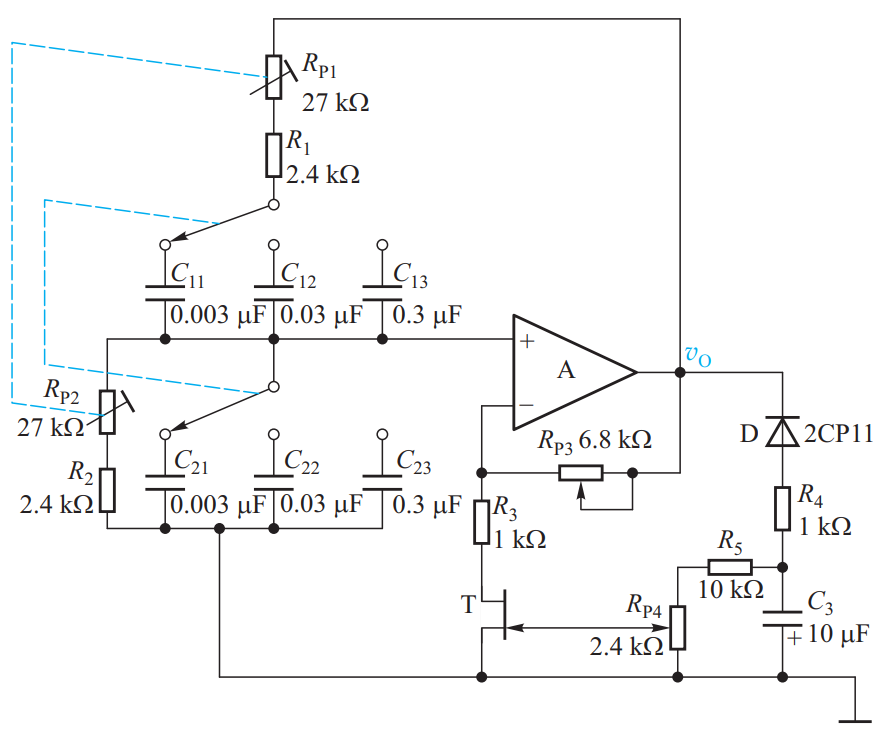 R_P1
27 kΩ
R_1
2.4 kΩ
C_11
C_12
C_13
0.003 μF
0.03 μF
0.3 μF
+
A
v_O
−
R_P2
27 kΩ
R_P3 6.8 kΩ
D
2CP11
R_2
2.4 kΩ
C_21
C_22
C_23
0.003 μF
0.03 μF
0.3 μF
R_3
1 kΩ
R_4
1 kΩ
R_5
10 kΩ
T
R_P4
2.4 kΩ
C_3
+ 10 μF